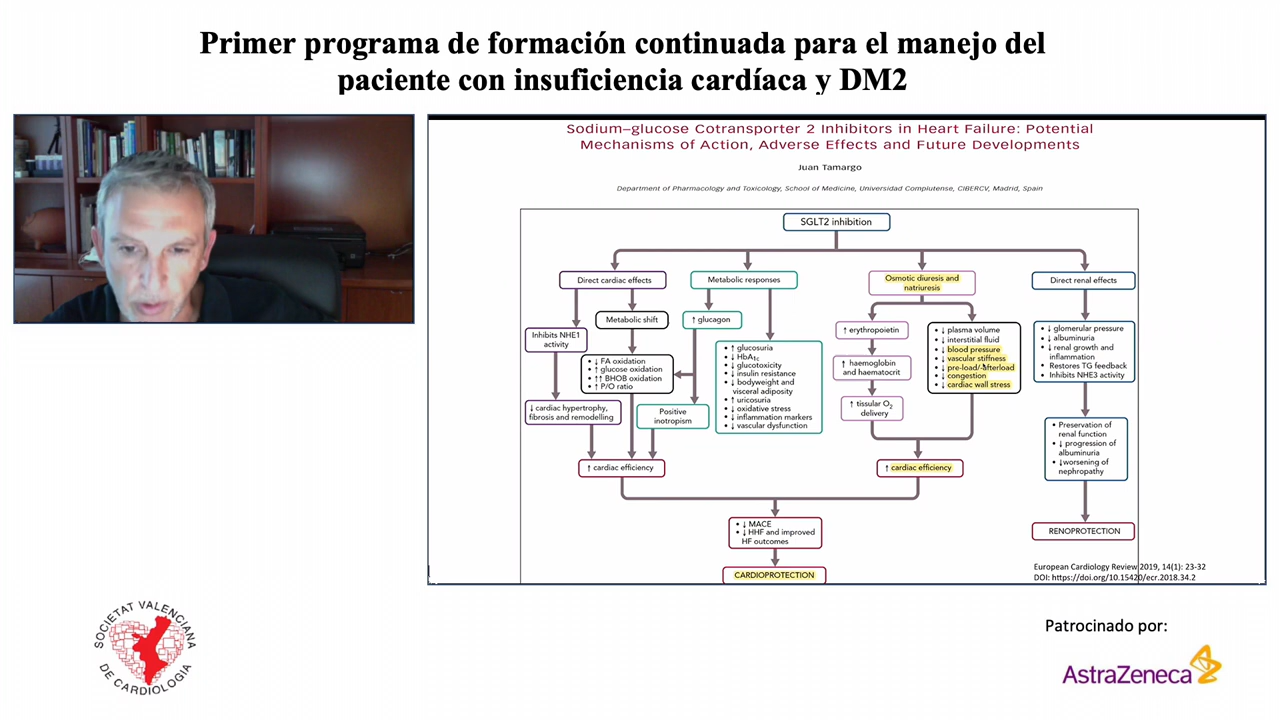 Primer programa de formación continuada para el manejo del
paciente con insuficiencia cardíaca y DM2
Sodium–glucose Cotransporter 2 Inhibitors in Heart Failure: Potential
Mechanisms of Action, Adverse Effects and Future Developments
Juan Tamargo
Department of Pharmacology and Toxicology, School of Medicine, Universidad Complutense, CIBERCV, Madrid, Spain
SGLT2 inhibition
Direct cardiac effects
Metabolic responses
Osmotic diuresis and
natriuresis
Direct renal effects
Inhibits NHE1
activity
Metabolic shift
↑ glucagon
↑ erythropoietin
• ↓ plasma volume
• ↓ interstitial fluid
• ↓ blood pressure
• ↓ vascular stiffness
• ↓ pre-load/-afterload
• ↓ congestion
• ↓ cardiac wall stress
• ↓ glomerular pressure
• ↓ albuminuria
• ↓ renal growth and
inflammation
• Restores TG feedback
• Inhibits NHE3 activity
• ↓ FA oxidation
• ↑ glucose oxidation
• ↑↑ BHOB oxidation
• ↑ P/O ratio
• ↑ glucosuria
• ↓ HbA1c
• ↓ glucotoxicity
• ↓ insulin resistance
• ↓ bodyweight and
visceral adiposity
• ↑ uricosuria
• ↓ oxidative stress
• ↓ inflammation markers
• ↓ vascular dysfunction
↑ haemoglobin
and haematocrit
↓ cardiac hypertrophy,
fibrosis and remodelling
Positive
inotropism
↑ tissular O2
delivery
• Preservation of
renal function
• ↓ progression of
albuminuria
• ↓worsening of
nephropathy
↑ cardiac efficiency
↑ cardiac efficiency
• ↓ MACE
• ↓ HHF and improved
HF outcomes
RENOPROTECTION
CARDIOPROTECTION
European Cardiology Review 2019, 14(1): 23-32
DOI: https://doi.org/10.15420/ecr.2018.34.2
SOCIETAT VALENCIANA
DE CARDIOLOGIA
Patrocinado por:
AstraZeneca